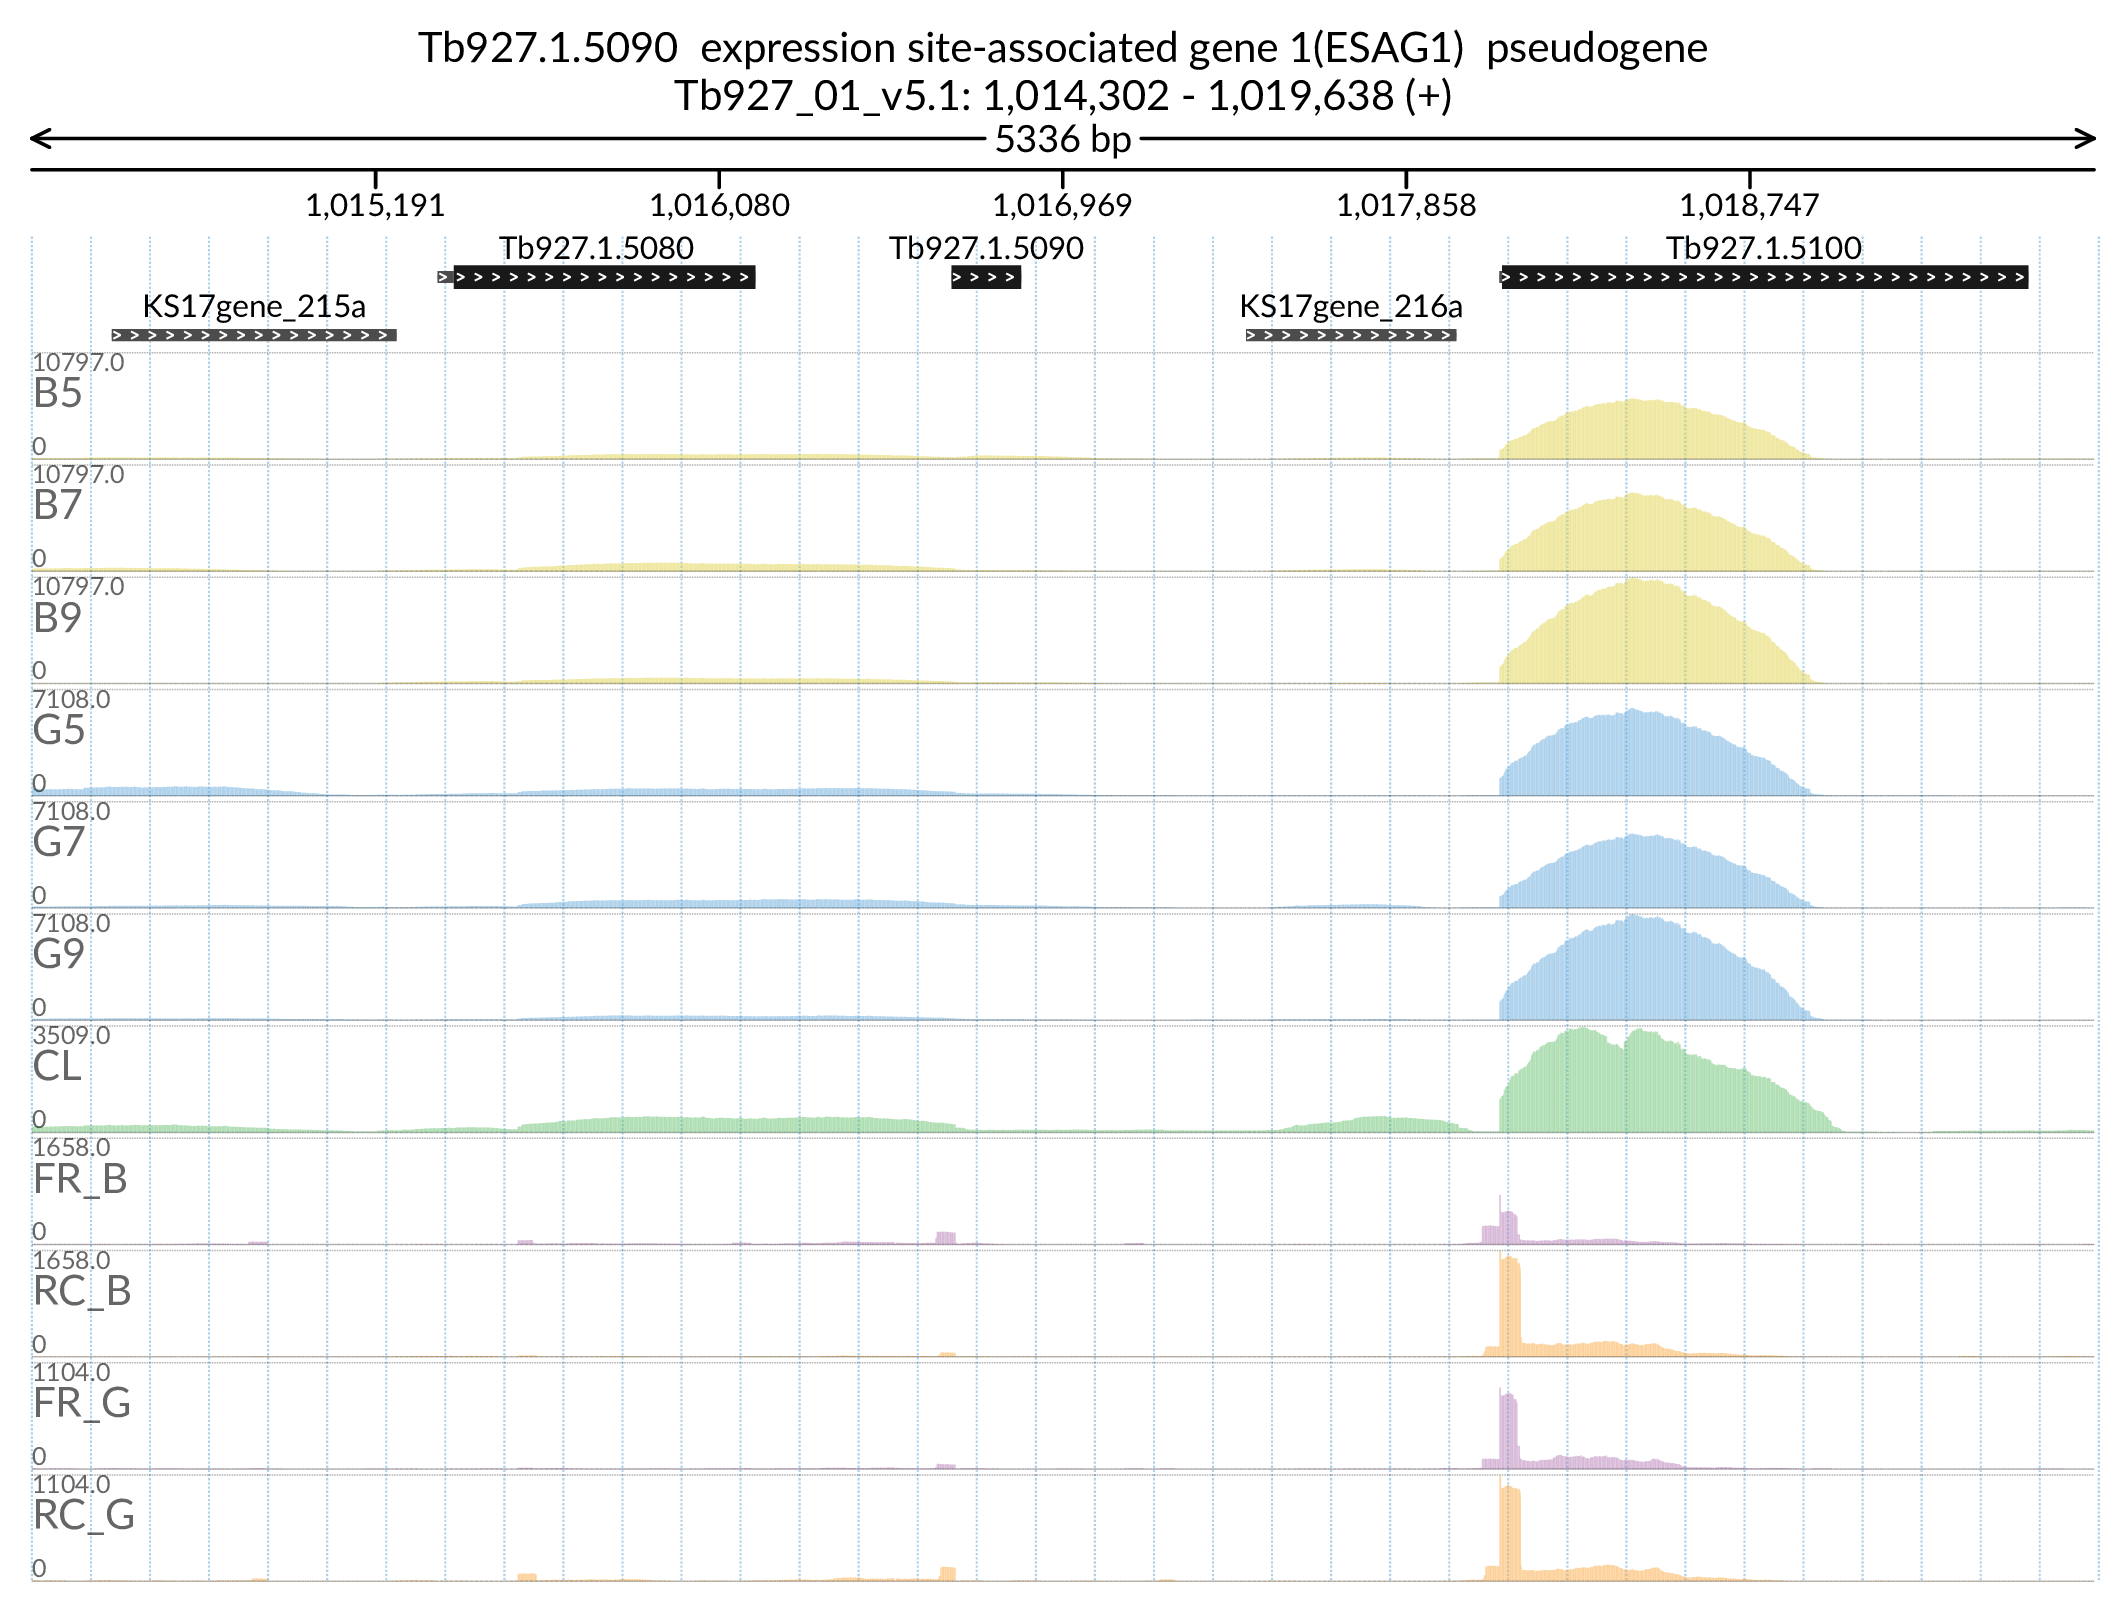 Tb927.1.5090 expression site-associated gene 1(ESAG1) pseudogene
Tb927_01_v5.1: 1,014,302 - 1,019,638 (+)
5336 bp
1,015,191 1,016,080 1,016,969 1,017,858 1,018,747
Tb927.1.5080 Tb927.1.5090 Tb927.1.5100
KS17gene_215a KS17gene_216a
10797.0
B5
0
10797.0
B7
0
10797.0
B9
0
7108.0
G5
0
7108.0
G7
0
7108.0
G9
0
3509.0
CL
0
1658.0
FR_B
0
1658.0
RC_B
0
1104.0
FR_G
0
1104.0
RC_G
0